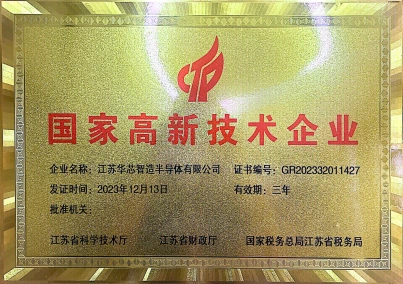 国家高新技术企业
企业名称：江苏华芯智造半导体有限公司 证书编号：GR202332011427
发证时间：2023年12月13日 有效期：三年
批准机关：
江苏省科学技术厅 江苏省财政厅 国家税务总局江苏省税务局